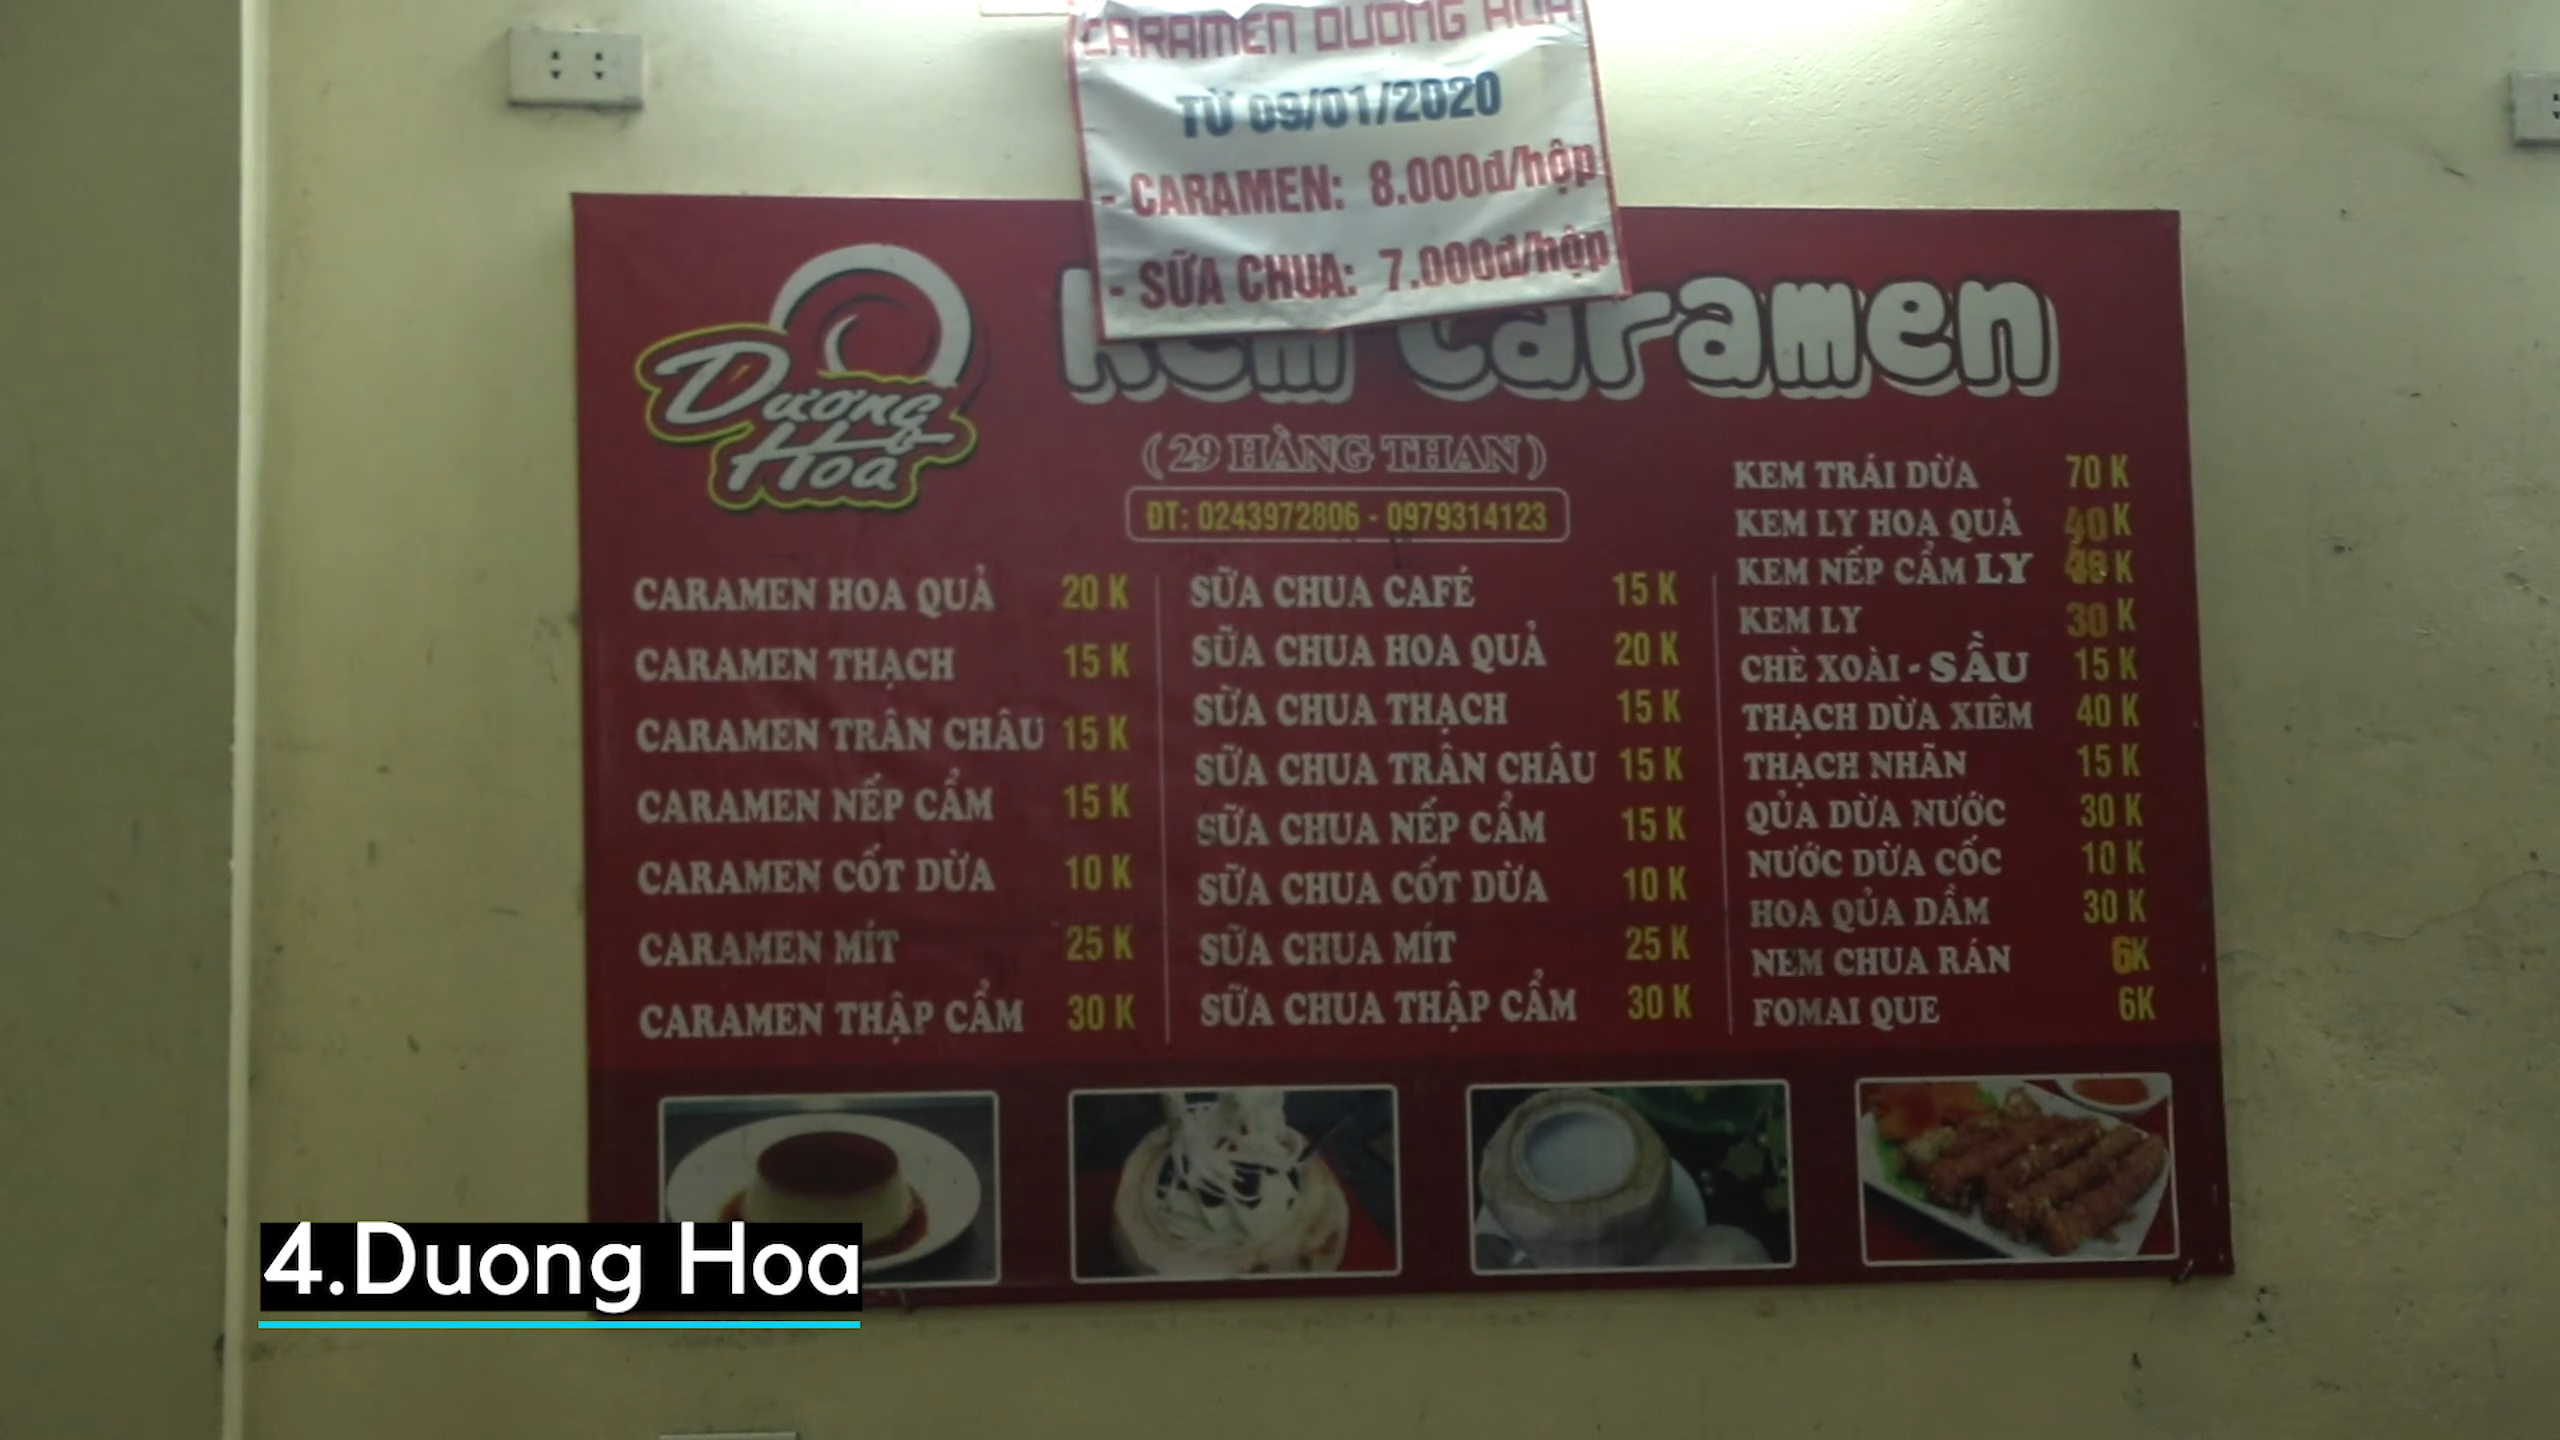 CARAMEN DUONG HOA
TỪ 09/01/2020
- CARAMEN: 8.000đ/hộp
- SỮA CHUA: 7.000đ/hộp
Dương Hoa
Kem Caramen
( 29 HÀNG THAN )
ĐT: 0243972806 - 0979314123
CARAMEN HOA QUẢ 20 K
CARAMEN THẠCH 15 K
CARAMEN TRÂN CHÂU 15 K
CARAMEN NẾP CẨM 15 K
CARAMEN CỐT DỪA 10 K
CARAMEN MÍT 25 K
CARAMEN THẬP CẨM 30 K
SỮA CHUA CAFÉ 15 K
SỮA CHUA HOA QUẢ 20 K
SỮA CHUA THẠCH 15 K
SỮA CHUA TRÂN CHÂU 15 K
SỮA CHUA NẾP CẨM 15 K
SỮA CHUA CỐT DỪA 10 K
SỮA CHUA MÍT 25 K
SỮA CHUA THẬP CẨM 30 K
KEM TRÁI DỪA 70 K
KEM LY HOA QUẢ 40 K
KEM NẾP CẨM LY K
KEM LY 30 K
CHÈ XOÀI - SẦU 15 K
THẠCH DỪA XIÊM 40 K
THẠCH NHÃN 15 K
QỦA DỪA NƯỚC 30 K
NƯỚC DỪA CỐC 10 K
HOA QỦA DẦM 30 K
NEM CHUA RÁN 6K
FOMAI QUE 6K
4.Duong Hoa